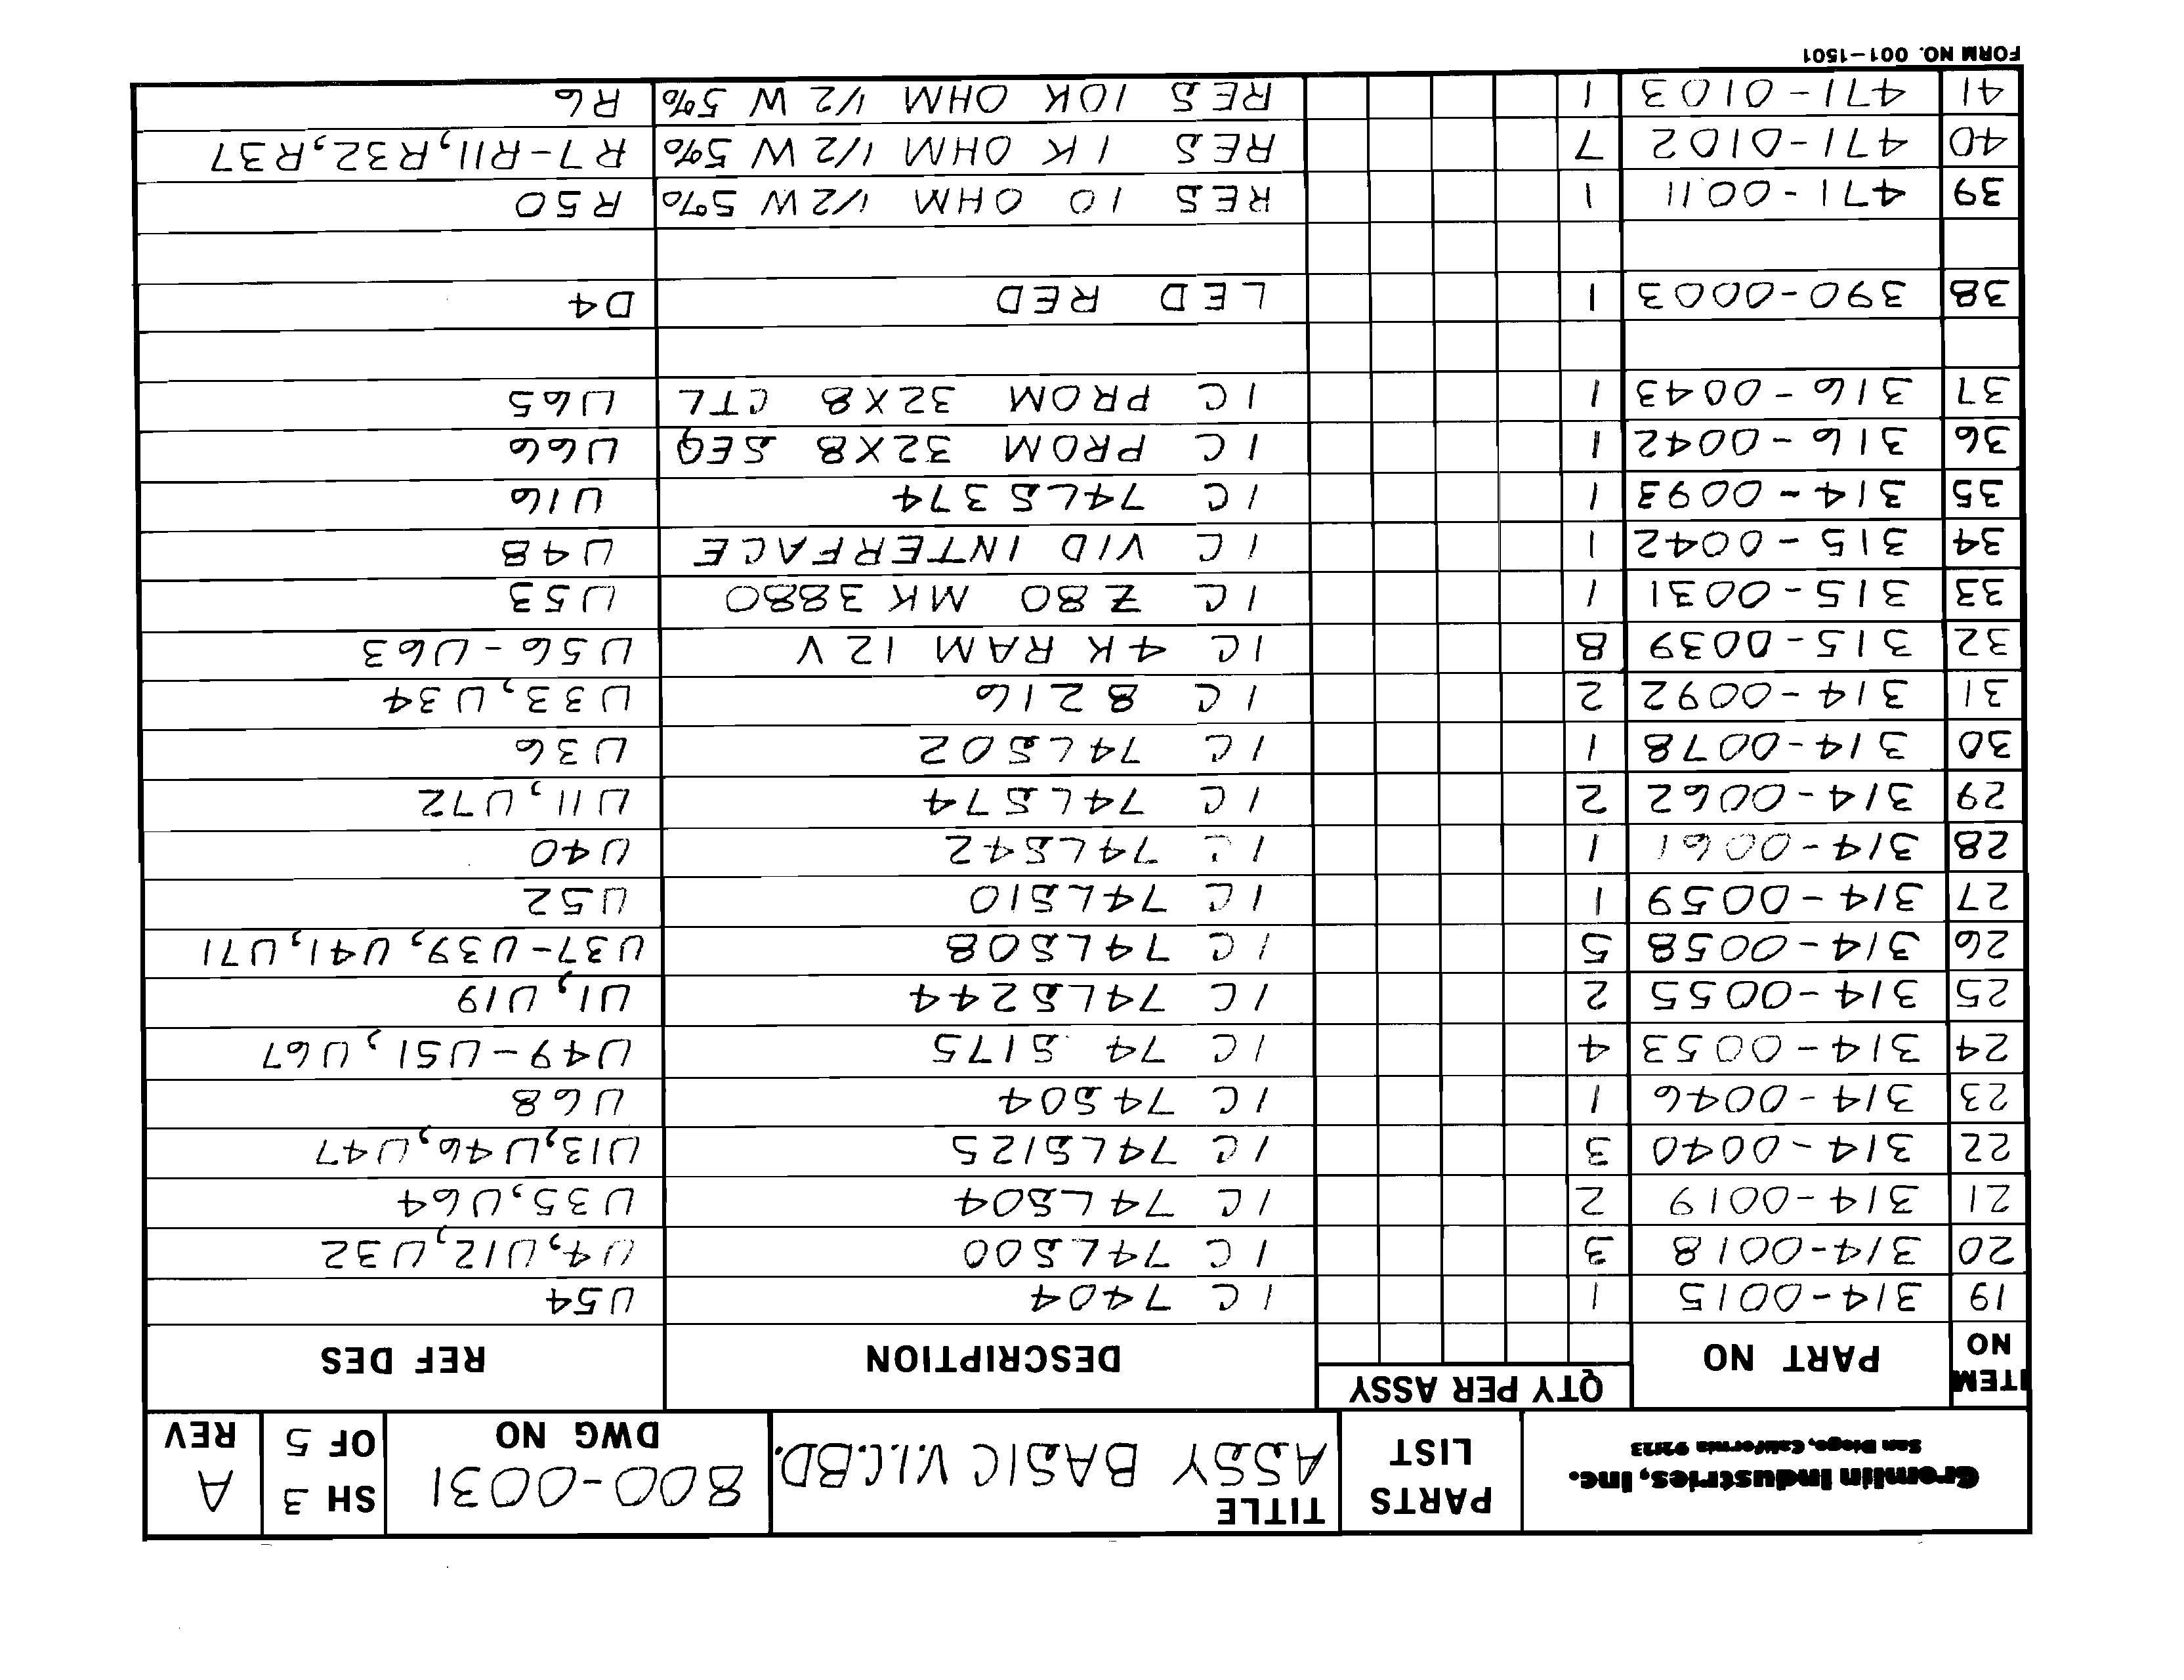 Gremlin Industries, Inc.
San Diego, California 92123
PARTS LIST
TITLE ASSY BASIC V.I.C.BD.
800-0031 DWG NO
SH 3 OF 5
A REV
ITEM NO PART NO QTY PER ASSY DESCRIPTION REF DES
19 314-0015 1 IC 7404 U54
20 314-0018 3 IC 74LS00 U4, U12, U32
21 314-0019 2 IC 74LS04 U35, U64
22 314-0040 3 IC 74LS125 U13, U46, U47
23 314-0046 1 IC 74S04 U68
24 314-0053 4 IC 74 S175 U49-U51, U67
25 314-0055 2 IC 74LS244 U1, U19
26 314-0058 5 IC 74LS08 U37-U39, U41, U71
27 314-0059 1 IC 74LS10 U52
28 314-0061 1 IC 74LS42 U40
29 314-0062 2 IC 74LS74 U11, U72
30 314-0078 1 IC 74LS02 U36
31 314-0092 2 IC 8216 U33, U34
32 315-0039 8 IC 4K RAM 12 V U56-U63
33 315-0031 1 IC Z80 MK3880 U53
34 315-0042 1 IC VID INTERFACE U48
35 314-0093 1 IC 74LS374 U16
36 316-0042 1 IC PROM 32X8 SEQ U66
37 316-0043 1 IC PROM 32X8 CTL U65
38 390-0003 1 LED RED D4
39 471-0011 1 RES 10 OHM 1/2W 5% R50
40 471-0102 7 RES 1K OHM 1/2W 5% R7-R11, R32, R37
41 471-0103 1 RES 10K OHM 1/2 W 5% R6
FORM NO. 001-1501